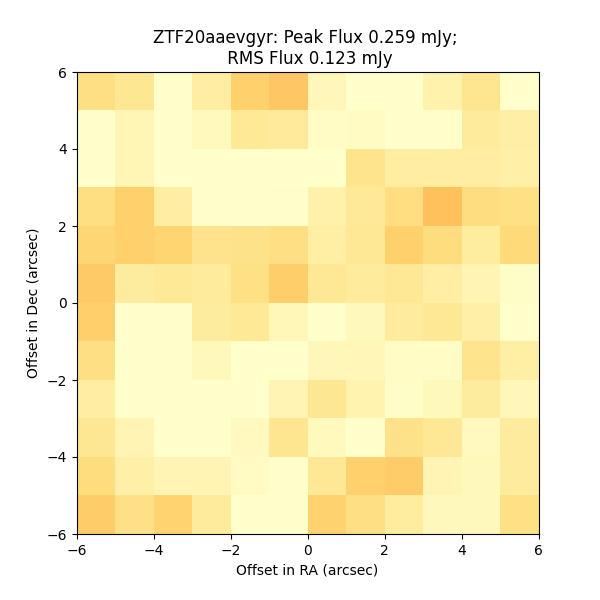 ZTF20aaevgyr: Peak Flux 0.259 mJy;
RMS Flux 0.123 mJy
6
4
2
0
−2
−4
−6
Offset in Dec (arcsec)
−6 −4 −2 0 2 4 6
Offset in RA (arcsec)